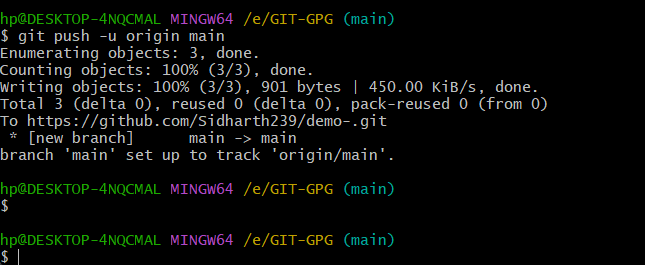 hp@DESKTOP-4NQCMAL MINGW64 /e/GIT-GPG (main)
$ git push -u origin main
Enumerating objects: 3, done.
Counting objects: 100% (3/3), done.
Writing objects: 100% (3/3), 901 bytes | 450.00 KiB/s, done.
Total 3 (delta 0), reused 0 (delta 0), pack-reused 0 (from 0)
To https://github.com/Sidharth239/demo-.git
 * [new branch]      main -> main
branch 'main' set up to track 'origin/main'.
hp@DESKTOP-4NQCMAL MINGW64 /e/GIT-GPG (main)
$
hp@DESKTOP-4NQCMAL MINGW64 /e/GIT-GPG (main)
$